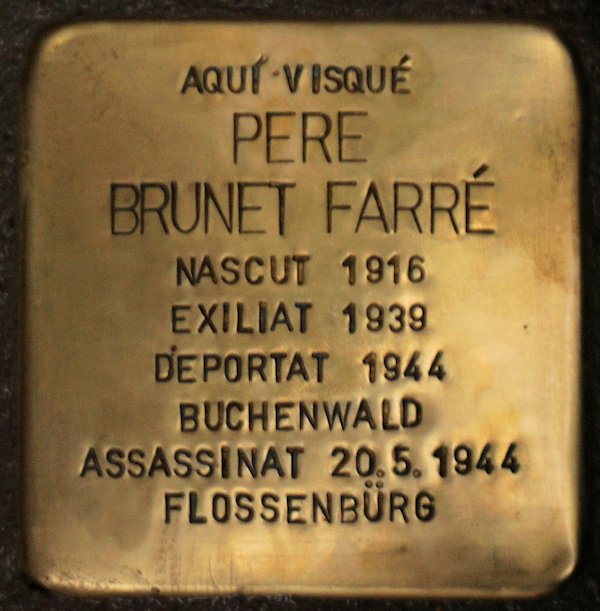 AQUÍ VISQUÉ
PERE
BRUNET FARRÉ
NASCUT 1916
EXILIAT 1939
DEPORTAT 1944
BUCHENWALD
ASSASSINAT 20.5.1944
FLOSSENBÜRG